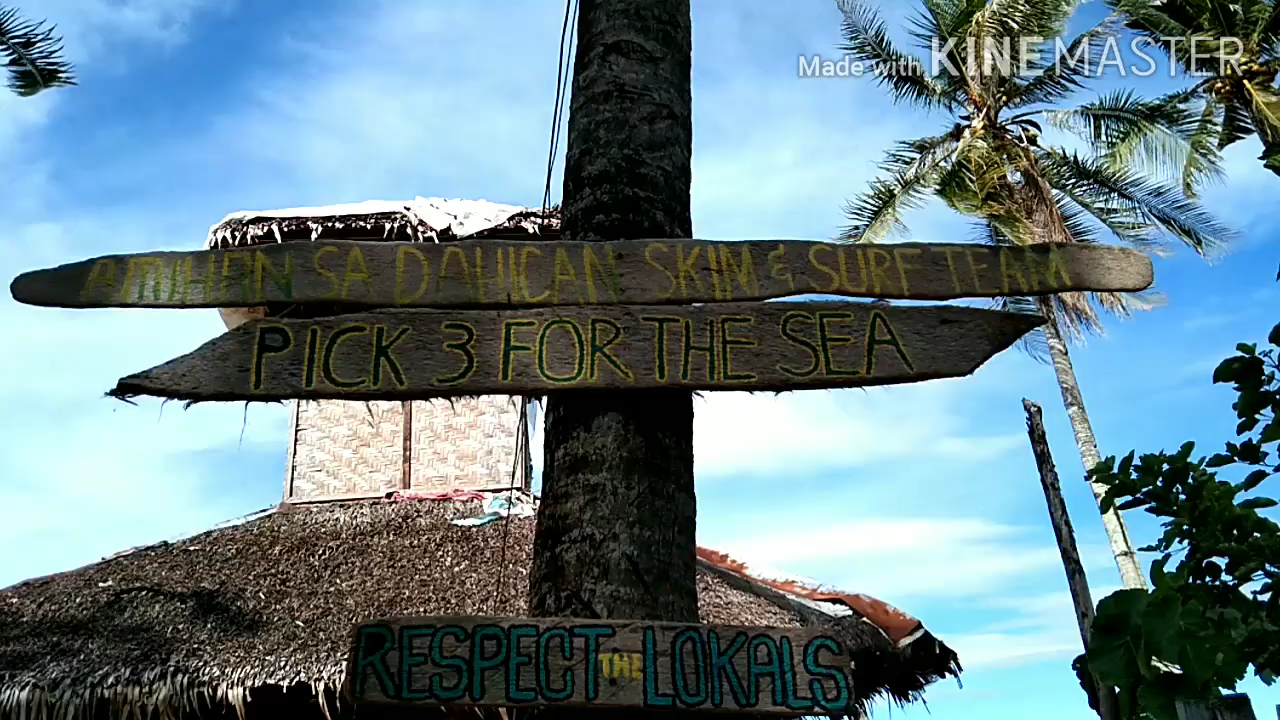 Made with KINEMASTER
AMIHAN SA DAHICAN SKIM & SURF TEAM
PICK 3 FOR THE SEA
RESPECT THE LOKALS